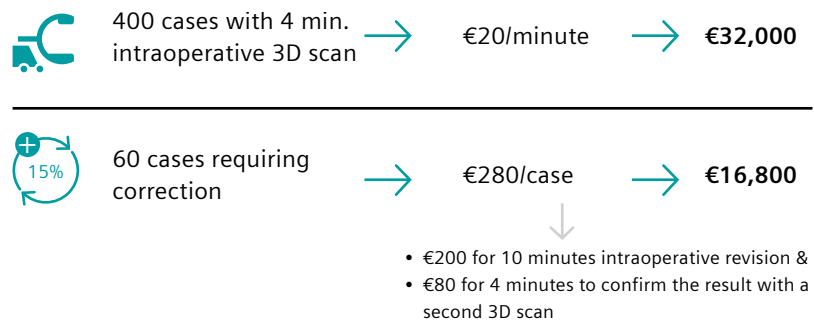 400 cases with 4 min.
intraoperative 3D scan
€20/minute
€32,000
15%
60 cases requiring
correction
€280/case
€16,800
• €200 for 10 minutes intraoperative revision &
• €80 for 4 minutes to confirm the result with a
second 3D scan